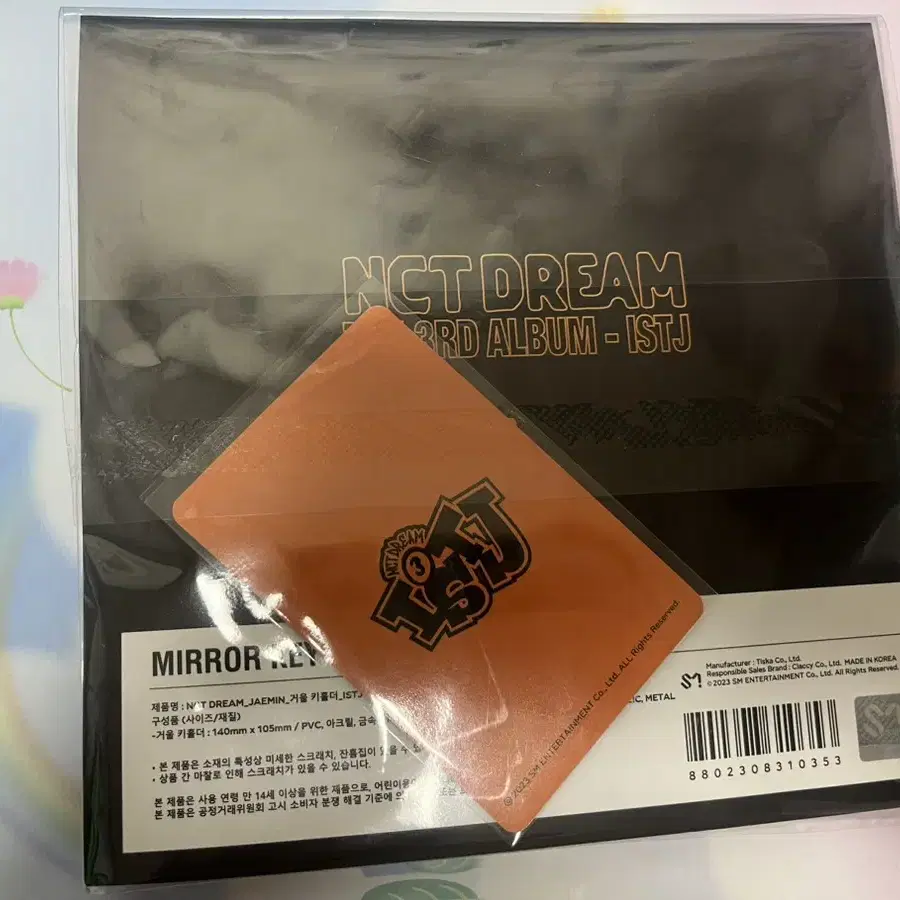 NCT DREAM
3RD ALBUM - ISTJ
NCT DREAM
3
ISTJ
© 2023 SM ENTERTAINMENT Co., Ltd. ALL Rights Reserved.
MIRROR
제품명 : NCT DREAM_JAEMIN_거울 키홀더_ISTJ
구성품 (사이즈/재질)
-거울 키홀더 : 140mm x 105mm / PVC, 아크릴, 금속
METAL
• 본 제품은 소재의 특성상 미세한 스크래치, 잔흠집이 있을 수
• 상품 간 마찰로 인해 스크래치가 있을 수 있습니다.
본 제품은 사용 연령 만 14세 이상을 위한 제품으로,
본 제품은 공정거래위원회 고시 소비자 분쟁 해결 기준에
SM
Manufacturer : Tiska Co., Ltd.
Responsible Sales Brand : Claccy Co., Ltd. MADE IN KOREA
© 2023 SM ENTERTAINMENT Co., Ltd. All Rights Reserved.
8802308310353